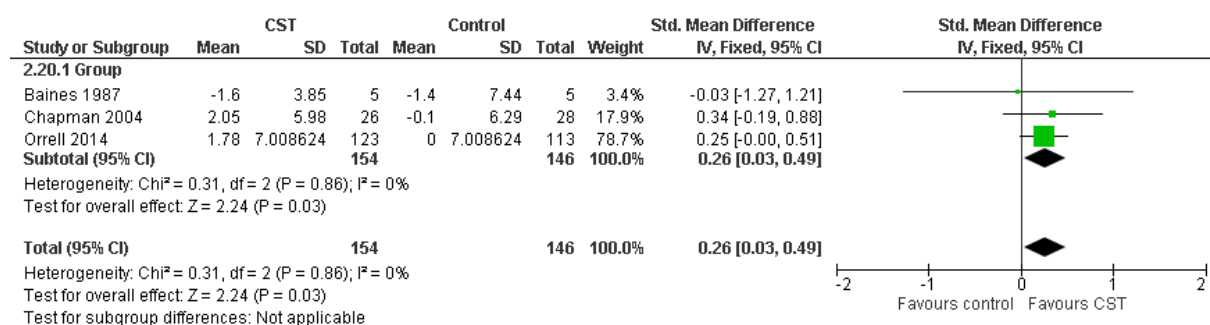 CST Control Std. Mean Difference Std. Mean Difference
Study or Subgroup Mean SD Total Mean SD Total Weight IV, Fixed, 95% CI IV, Fixed, 95% CI
2.20.1 Group
Baines 1987 -1.6 3.85 5 -1.4 7.44 5 3.4% -0.03 [-1.27, 1.21]
Chapman 2004 2.05 5.98 26 -0.1 6.29 28 17.9% 0.34 [-0.19, 0.88]
Orrell 2014 1.78 7.008624 123 0 7.008624 113 78.7% 0.25 [-0.00, 0.51]
Subtotal (95% CI) 154 146 100.0% 0.26 [0.03, 0.49]
Heterogeneity: Chi² = 0.31, df = 2 (P = 0.86); I² = 0%
Test for overall effect: Z = 2.24 (P = 0.03)
Total (95% CI) 154 146 100.0% 0.26 [0.03, 0.49]
Heterogeneity: Chi² = 0.31, df = 2 (P = 0.86); I² = 0%
Test for overall effect: Z = 2.24 (P = 0.03)
Test for subgroup differences: Not applicable
-2 -1 0 1 2
Favours control Favours CST